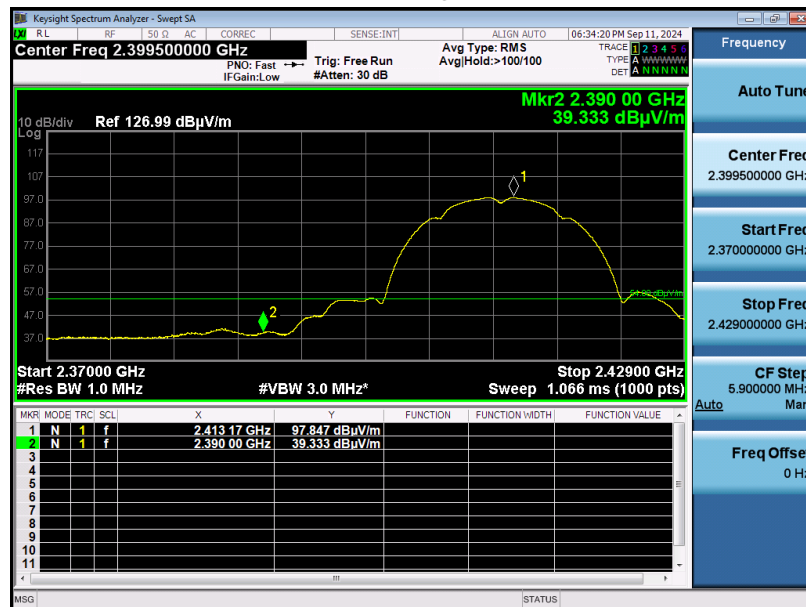 Keysight Spectrum Analyzer - Swept SA
LXI RL RF 50 Ω AC CORREC SENSE:INT ALIGN AUTO 06:34:20 PM Sep 11, 2024
Center Freq 2.399500000 GHz
PNO: Fast
IFGain:Low
Trig: Free Run
#Atten: 30 dB
Avg Type: RMS
Avg|Hold:>100/100
TRACE 1 2 3 4 5 6
TYPE A WWWWW
DET A N N N N N
Mkr2 2.390 00 GHz
39.333 dBµV/m
10 dB/div Ref 126.99 dBµV/m
Log
117
107
97.0
87.0
77.0
67.0
57.0
47.0
37.0
1
2
Start 2.37000 GHz Stop 2.42900 GHz
#Res BW 1.0 MHz #VBW 3.0 MHz* Sweep 1.066 ms (1000 pts)
MKR MODE TRC SCL X Y FUNCTION FUNCTION WIDTH FUNCTION VALUE
1 N 1 f 2.413 17 GHz 97.847 dBµV/m
2 N 1 f 2.390 00 GHz 39.333 dBµV/m
3
4
5
6
7
8
9
10
11
MSG STATUS
Frequency
Auto Tune
Center Freq
2.399500000 GHz
Start Freq
2.370000000 GHz
Stop Freq
2.429000000 GHz
CF Step
5.900000 MHz
Auto Man
Freq Offset
0 Hz